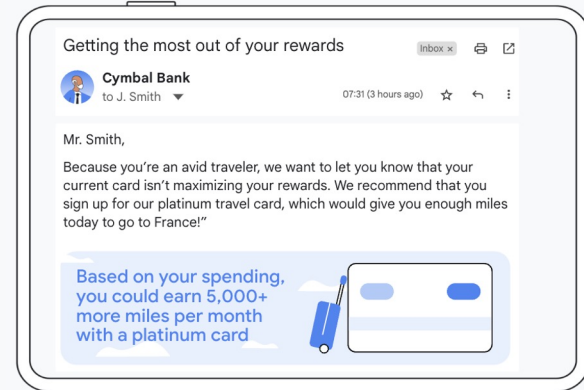 Getting the most out of your rewards
Inbox ×
Cymbal Bank
to J. Smith
07:31 (3 hours ago)
Mr. Smith,
Because you’re an avid traveler, we want to let you know that your
current card isn’t maximizing your rewards. We recommend that you
sign up for our platinum travel card, which would give you enough miles
today to go to France!”
Based on your spending,
you could earn 5,000+
more miles per month
with a platinum card